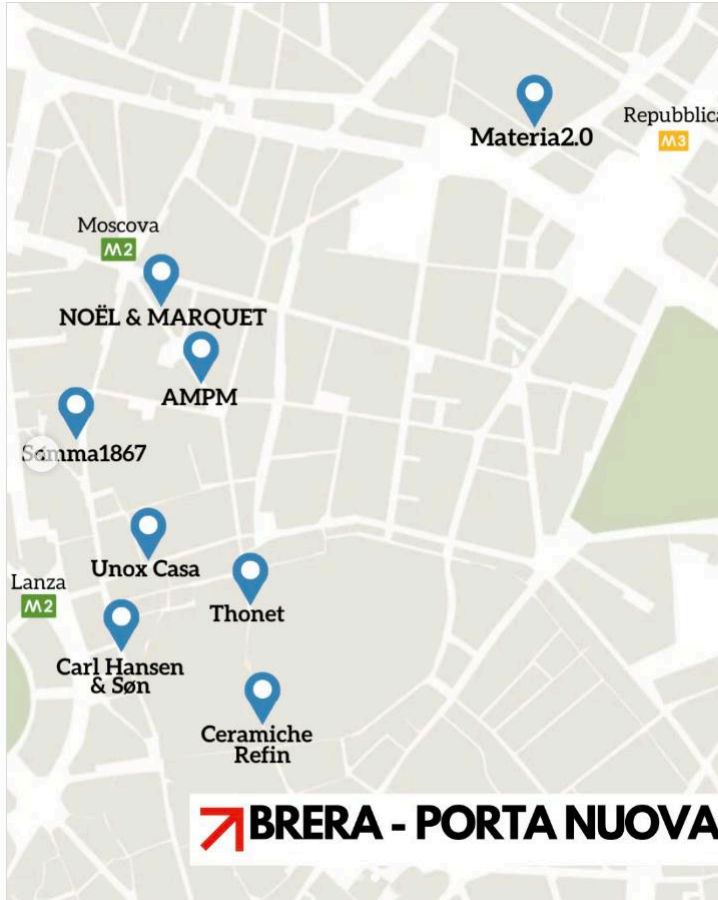 Repubblica
Materia2.0
M3
Moscova
M2
NOËL & MARQUET
AMPM
Somma1867
Unox Casa
Lanza
M2
Thonet
Carl Hansen
& Søn
Ceramiche
Refin
BRERA - PORTA NUOVA